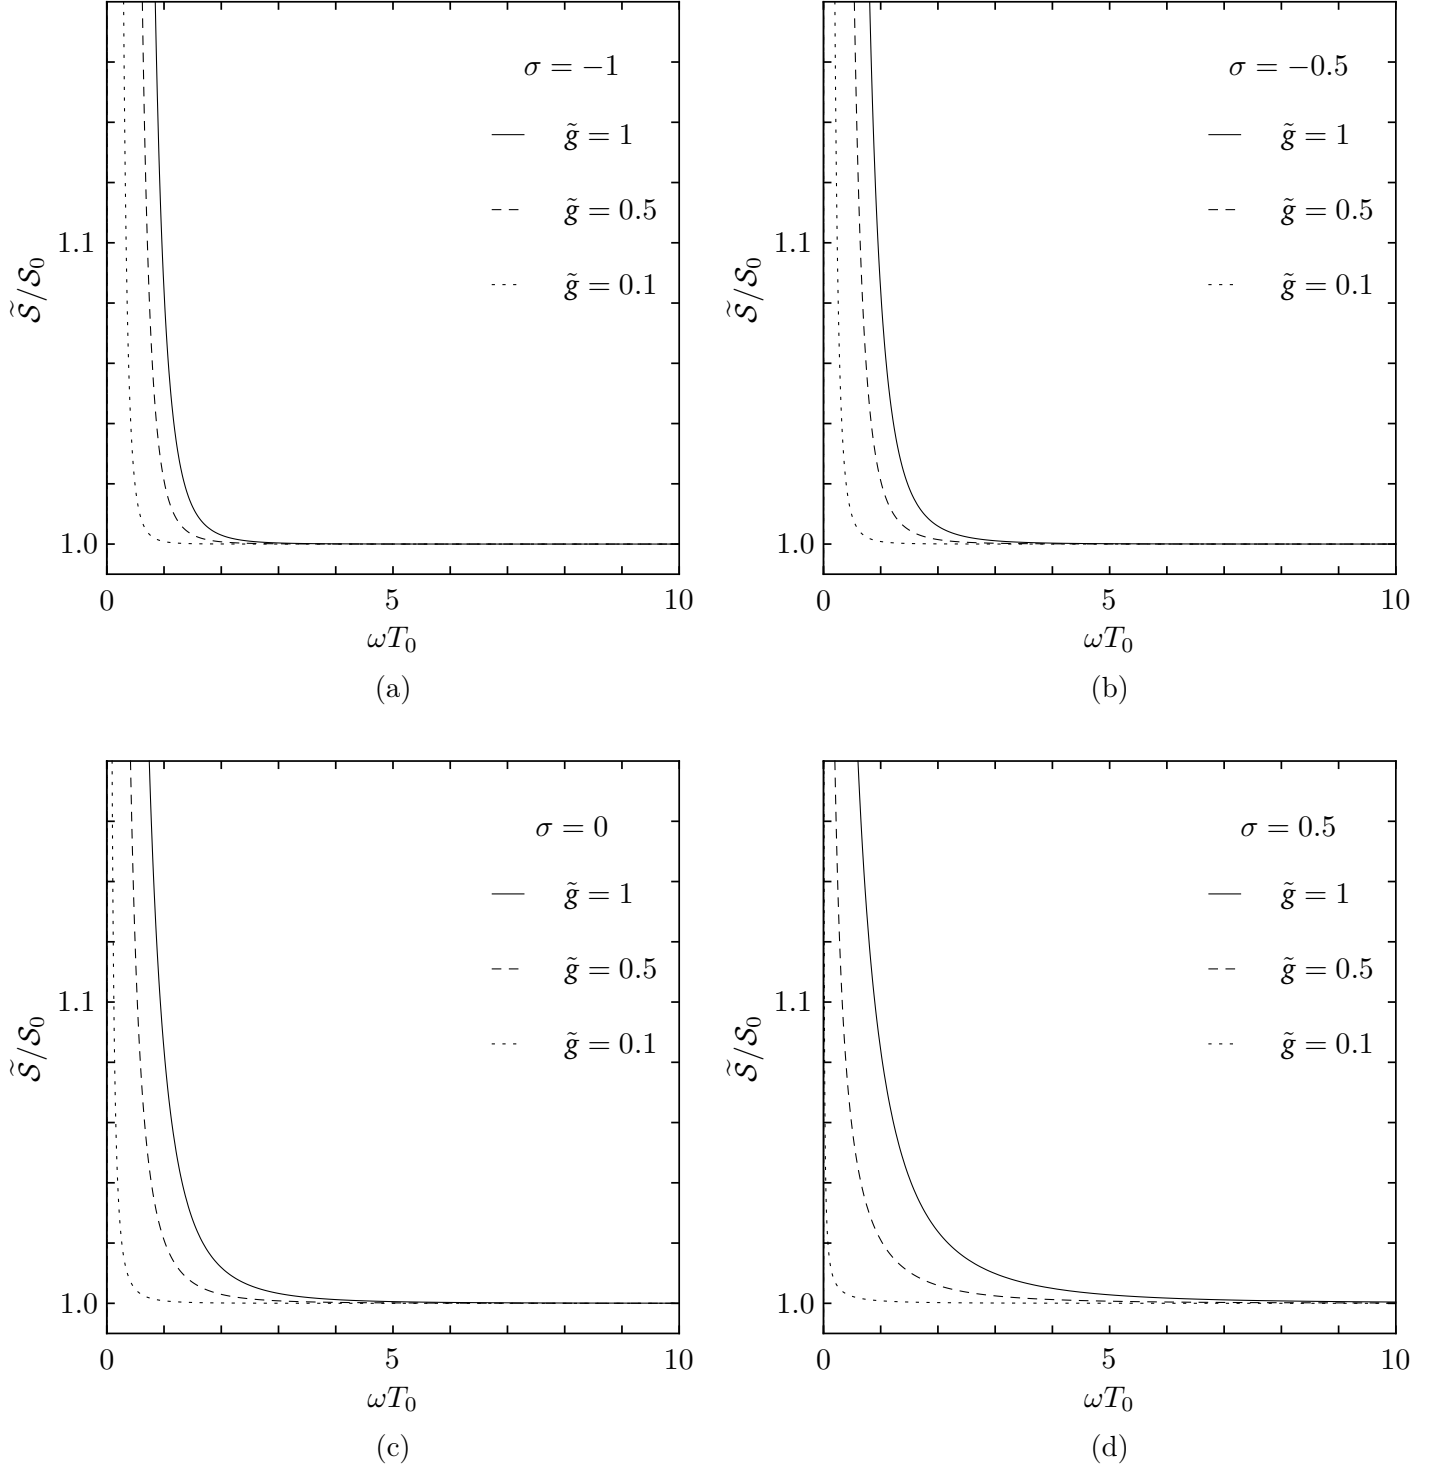 σ = −1
g̃ = 1
g̃ = 0.5
g̃ = 0.1
1.1
1.0
S̃/S₀
0 5 10
ωT₀
(a)
σ = −0.5
g̃ = 1
g̃ = 0.5
g̃ = 0.1
1.1
1.0
S̃/S₀
0 5 10
ωT₀
(b)
σ = 0
g̃ = 1
g̃ = 0.5
g̃ = 0.1
1.1
1.0
S̃/S₀
0 5 10
ωT₀
(c)
σ = 0.5
g̃ = 1
g̃ = 0.5
g̃ = 0.1
1.1
1.0
S̃/S₀
0 5 10
ωT₀
(d)